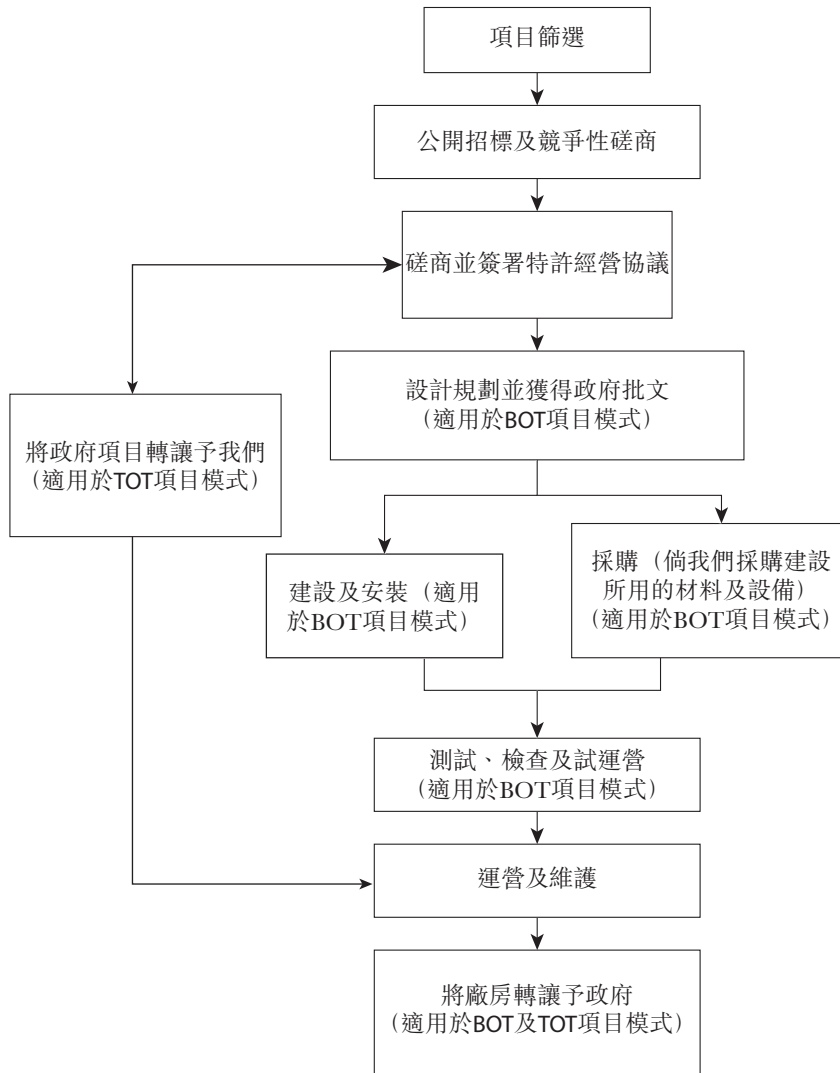 項目篩選
公開招標及競爭性磋商
磋商並簽署特許經營協議
設計規劃並獲得政府批文
（適用於BOT項目模式）
將政府項目轉讓予我們
（適用於TOT項目模式）
建設及安裝（適用
於BOT項目模式）
採購（倘我們採購建設
所用的材料及設備）
（適用於BOT項目模式）
測試、檢查及試運營
（適用於BOT項目模式）
運營及維護
將廠房轉讓予政府
（適用於BOT及TOT項目模式）